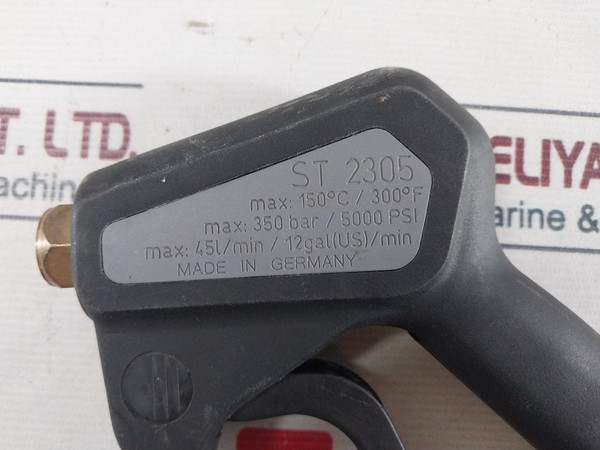 ST 2305
max: 150°C / 300°F
max: 350 bar / 5000 PSI
max: 45l/min / 12gal(US)/min
MADE IN GERMANY
T. LTD.
Machin
ELIYA
arine &